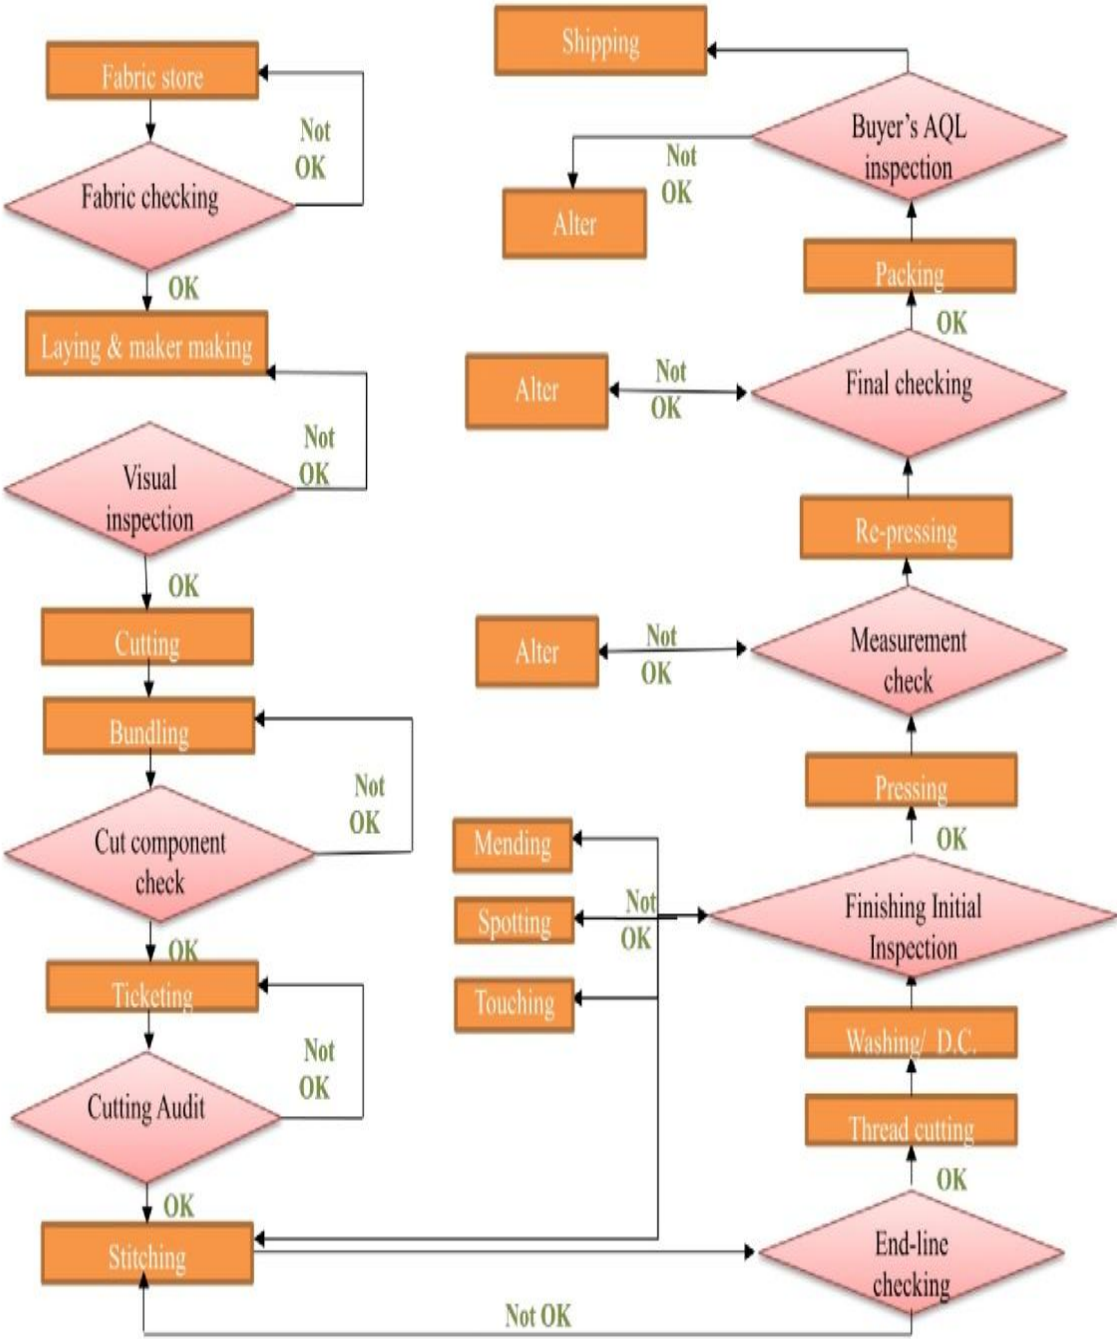 Fabric store
Not
OK
Fabric checking
OK
Laying & maker making
Not
OK
Visual
inspection
OK
Cutting
Bundling
Not
OK
Cut component
check
OK
Ticketing
Not
OK
Cutting Audit
OK
Stitching
Not OK
End-line
checking
OK
Thread cutting
Washing/ D.C.
Finishing Initial
Inspection
Not
OK
Mending
Spotting
Touching
OK
Pressing
Measurement
check
Not
OK
Alter
Re-pressing
Final checking
Not
OK
Alter
OK
Packing
Buyer's AQL
inspection
Not
OK
Alter
Shipping